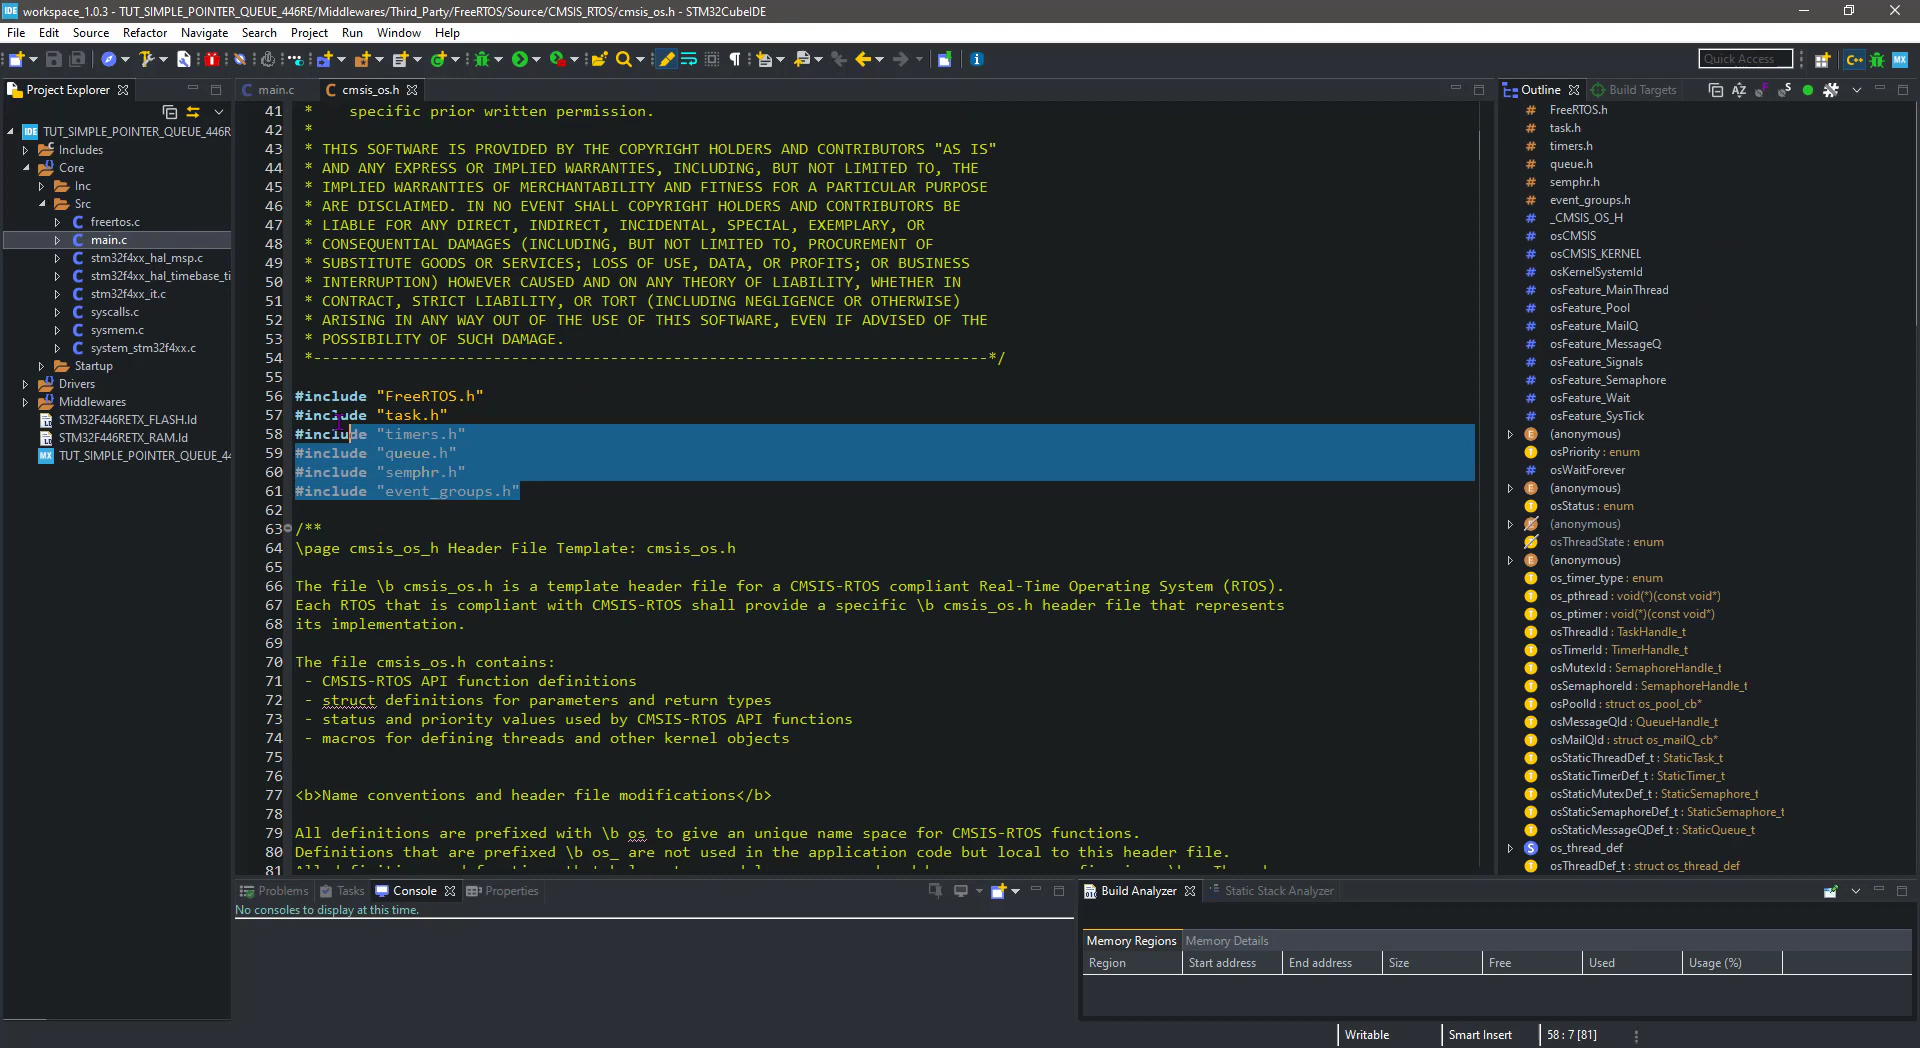 workspace_1.0.3 - TUT_SIMPLE_POINTER_QUEUE_446RE/Middlewares/Third_Party/FreeRTOS/Source/CMSIS_RTOS/cmsis_os.h - STM32CubeIDE
File Edit Source Refactor Navigate Search Project Run Window Help
Quick Access
Project Explorer
TUT_SIMPLE_POINTER_QUEUE_446R
Includes
Core
Inc
Src
freertos.c
main.c
stm32f4xx_hal_msp.c
stm32f4xx_hal_timebase_ti
stm32f4xx_it.c
syscalls.c
sysmem.c
system_stm32f4xx.c
Startup
Drivers
Middlewares
STM32F446RETX_FLASH.ld
STM32F446RETX_RAM.ld
TUT_SIMPLE_POINTER_QUEUE_4
main.c cmsis_os.h
41 * specific prior written permission.
42 *
43 * THIS SOFTWARE IS PROVIDED BY THE COPYRIGHT HOLDERS AND CONTRIBUTORS "AS IS"
44 * AND ANY EXPRESS OR IMPLIED WARRANTIES, INCLUDING, BUT NOT LIMITED TO, THE
45 * IMPLIED WARRANTIES OF MERCHANTABILITY AND FITNESS FOR A PARTICULAR PURPOSE
46 * ARE DISCLAIMED. IN NO EVENT SHALL COPYRIGHT HOLDERS AND CONTRIBUTORS BE
47 * LIABLE FOR ANY DIRECT, INDIRECT, INCIDENTAL, SPECIAL, EXEMPLARY, OR
48 * CONSEQUENTIAL DAMAGES (INCLUDING, BUT NOT LIMITED TO, PROCUREMENT OF
49 * SUBSTITUTE GOODS OR SERVICES; LOSS OF USE, DATA, OR PROFITS; OR BUSINESS
50 * INTERRUPTION) HOWEVER CAUSED AND ON ANY THEORY OF LIABILITY, WHETHER IN
51 * CONTRACT, STRICT LIABILITY, OR TORT (INCLUDING NEGLIGENCE OR OTHERWISE)
52 * ARISING IN ANY WAY OUT OF THE USE OF THIS SOFTWARE, EVEN IF ADVISED OF THE
53 * POSSIBILITY OF SUCH DAMAGE.
54 *---------------------------------------------------------------------------*/
55
56 #include "FreeRTOS.h"
57 #include "task.h"
58 #include "timers.h"
59 #include "queue.h"
60 #include "semphr.h"
61 #include "event_groups.h"
62
63 /**
64 \page cmsis_os_h Header File Template: cmsis_os.h
65
66 The file \b cmsis_os.h is a template header file for a CMSIS-RTOS compliant Real-Time Operating System (RTOS).
67 Each RTOS that is compliant with CMSIS-RTOS shall provide a specific \b cmsis_os.h header file that represents
68 its implementation.
69
70 The file cmsis_os.h contains:
71 - CMSIS-RTOS API function definitions
72 - struct definitions for parameters and return types
73 - status and priority values used by CMSIS-RTOS API functions
74 - macros for defining threads and other kernel objects
75
76
77 <b>Name conventions and header file modifications</b>
78
79 All definitions are prefixed with \b os to give an unique name space for CMSIS-RTOS functions.
80 Definitions that are prefixed \b os_ are not used in the application code but local to this header file.
81
Outline Build Targets
FreeRTOS.h
task.h
timers.h
queue.h
semphr.h
event_groups.h
_CMSIS_OS_H
osCMSIS
osCMSIS_KERNEL
osKernelSystemId
osFeature_MainThread
osFeature_Pool
osFeature_MailQ
osFeature_MessageQ
osFeature_Signals
osFeature_Semaphore
osFeature_Wait
osFeature_SysTick
(anonymous)
osPriority : enum
osWaitForever
(anonymous)
osStatus : enum
(anonymous)
osThreadState : enum
(anonymous)
os_timer_type : enum
os_pthread : void(*)(const void*)
os_ptimer : void(*)(const void*)
osThreadId : TaskHandle_t
osTimerId : TimerHandle_t
osMutexId : SemaphoreHandle_t
osSemaphoreId : SemaphoreHandle_t
osPoolId : struct os_pool_cb*
osMessageQId : QueueHandle_t
osMailQId : struct os_mailQ_cb*
osStaticThreadDef_t : StaticTask_t
osStaticTimerDef_t : StaticTimer_t
osStaticMutexDef_t : StaticSemaphore_t
osStaticSemaphoreDef_t : StaticSemaphore_t
osStaticMessageQDef_t : StaticQueue_t
os_thread_def
osThreadDef_t : struct os_thread_def
Problems Tasks Console Properties
No consoles to display at this time.
Build Analyzer Static Stack Analyzer
Memory Regions Memory Details
Region Start address End address Size Free Used Usage (%)
Writable Smart Insert 58 : 7 [81]